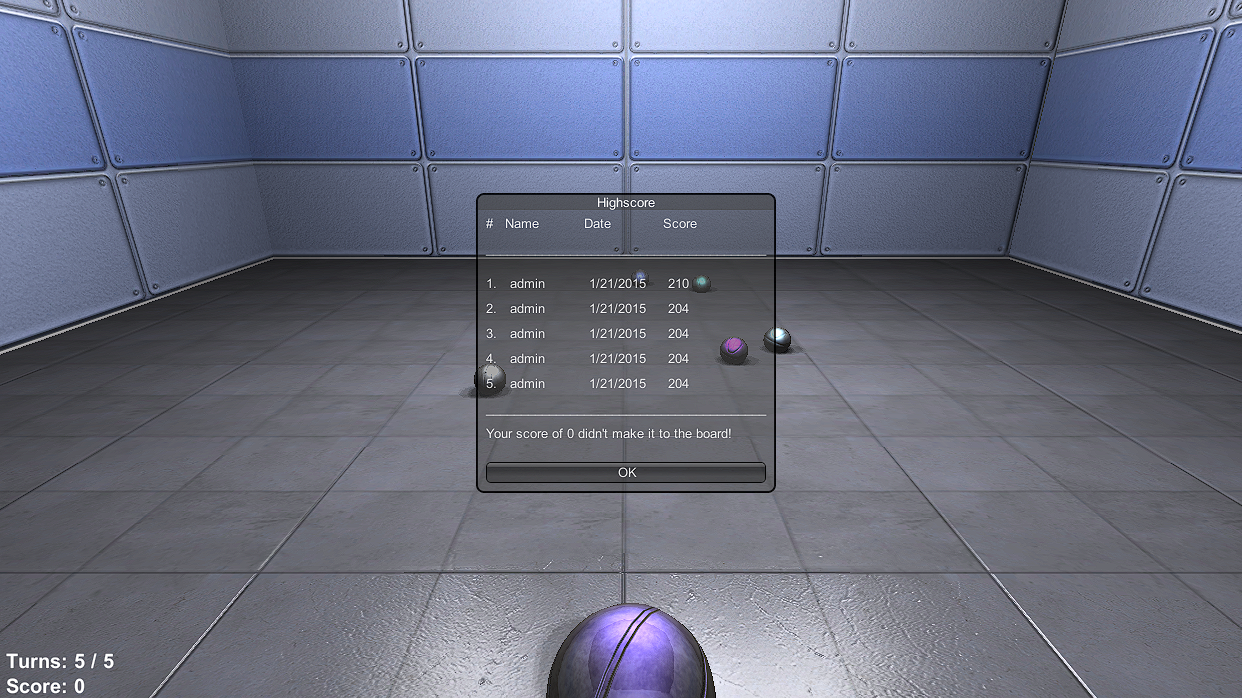 Highscore
# Name Date Score
1. admin 1/21/2015 210
2. admin 1/21/2015 204
3. admin 1/21/2015 204
4. admin 1/21/2015 204
5. admin 1/21/2015 204
Your score of 0 didn't make it to the board!
OK
Turns: 5 / 5
Score: 0